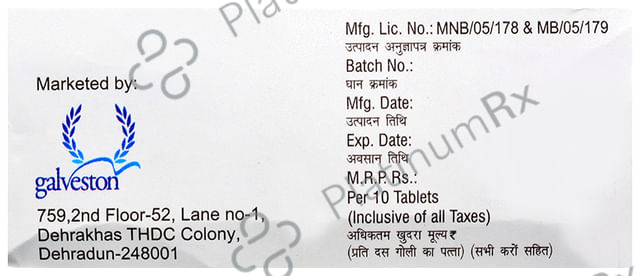 Marketed by:
galveston
759,2nd Floor-52, Lane no-1,
Dehrakhas THDC Colony,
Dehradun-248001
Mfg. Lic. No.: MNB/05/178 & MB/05/179
उत्पादन अनुज्ञापत्र क्रमांक
Batch No.:
घान क्रमांक
Mfg. Date:
उत्पादन तिथि
Exp. Date:
अवसान तिथि
M.R.P. Rs.:
Per 10 Tablets
(Inclusive of all Taxes)
अधिकतम खुदरा मूल्य ₹
(प्रति दस गोली का पत्ता) (सभी करों सहित)
PlatinumRx
PlatinumRx